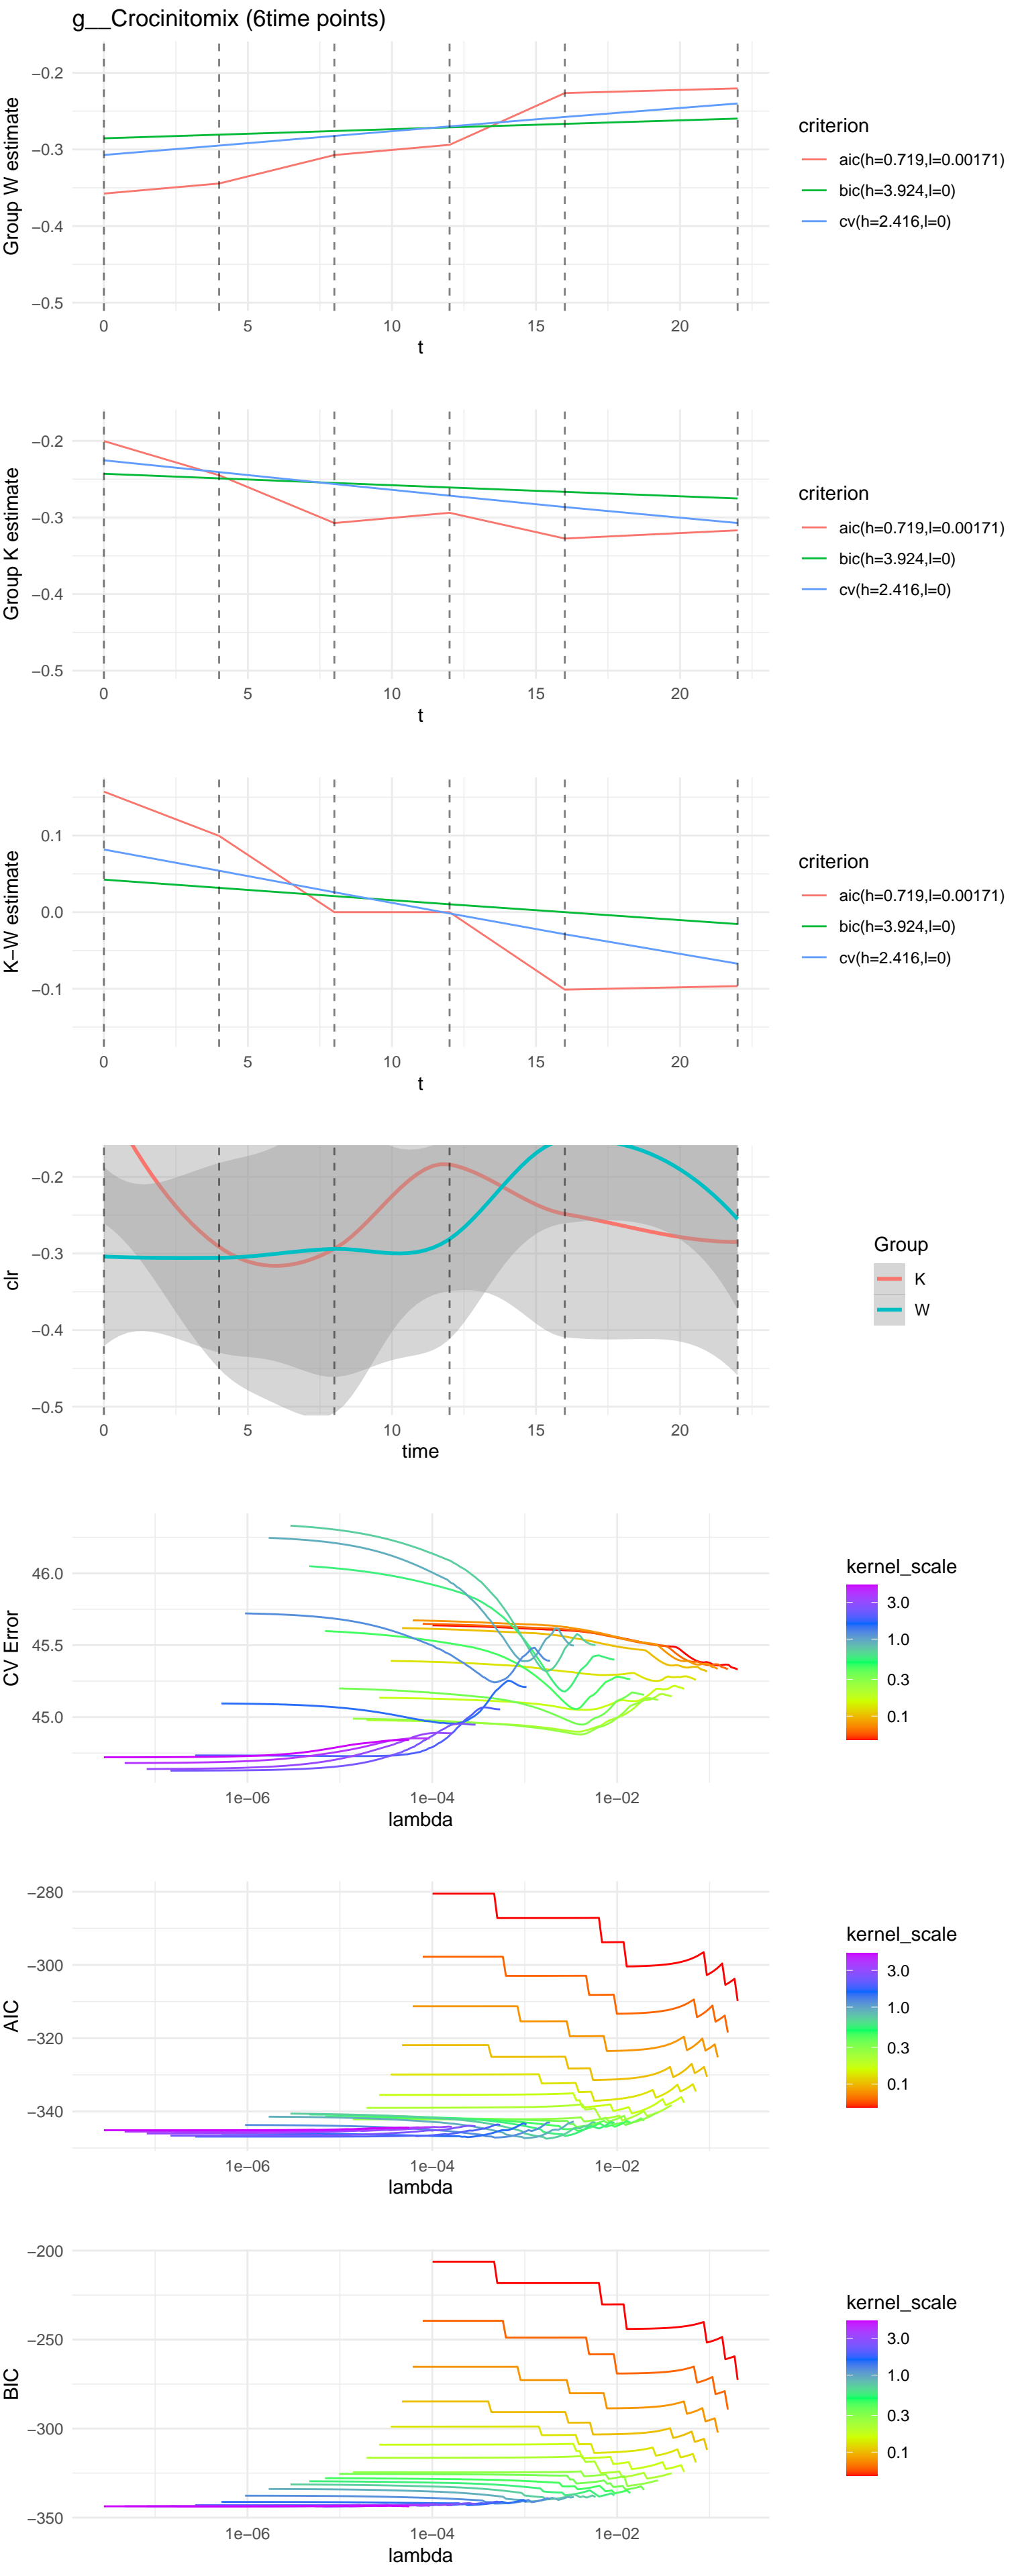 g__Crocinitomix (6time points)
Group W estimate
−0.2
−0.3
−0.4
−0.5
0 5 10 15 20
t
criterion
aic(h=0.719,l=0.00171)
bic(h=3.924,l=0)
cv(h=2.416,l=0)
Group K estimate
−0.2
−0.3
−0.4
−0.5
0 5 10 15 20
t
criterion
aic(h=0.719,l=0.00171)
bic(h=3.924,l=0)
cv(h=2.416,l=0)
K−W estimate
0.1
0.0
−0.1
0 5 10 15 20
t
criterion
aic(h=0.719,l=0.00171)
bic(h=3.924,l=0)
cv(h=2.416,l=0)
clr
−0.2
−0.3
−0.4
−0.5
0 5 10 15 20
time
Group
K
W
CV Error
46.0
45.5
45.0
1e−06 1e−04 1e−02
lambda
kernel_scale
3.0
1.0
0.3
0.1
AIC
−280
−300
−320
−340
1e−06 1e−04 1e−02
lambda
kernel_scale
3.0
1.0
0.3
0.1
BIC
−200
−250
−300
−350
1e−06 1e−04 1e−02
lambda
kernel_scale
3.0
1.0
0.3
0.1